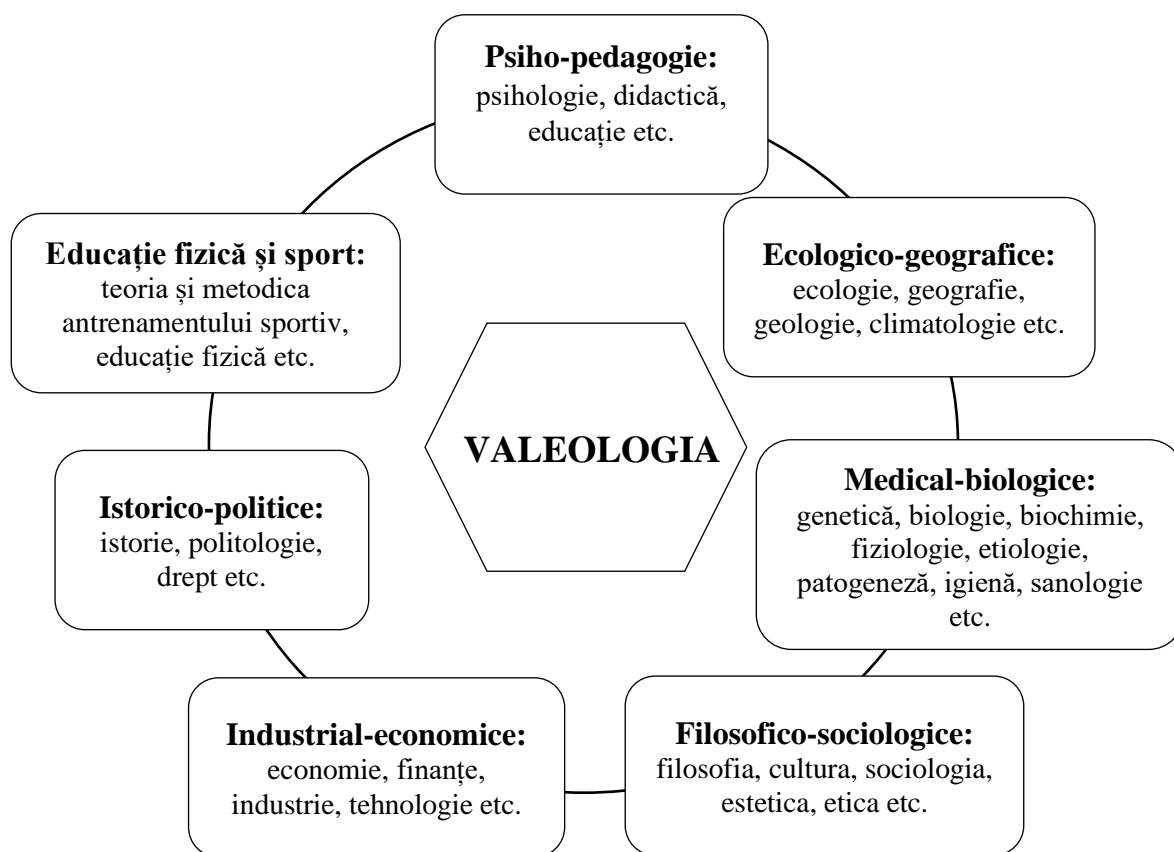 Psiho-pedagogie:
psihologie, didactică,
educație etc.
Educație fizică și sport:
teoria și metodica
antrenamentului sportiv,
educație fizică etc.
Ecologico-geografice:
ecologie, geografie,
geologie, climatologie etc.
VALEOLOGIA
Istorico-politice:
istorie, politologie,
drept etc.
Medical-biologice:
genetică, biologie, biochimie,
fiziologie, etiologie,
patogeneză, igienă, sanologie
etc.
Industrial-economice:
economie, finanțe,
industrie, tehnologie etc.
Filosofico-sociologice:
filosofia, cultura, sociologia,
estetica, etica etc.